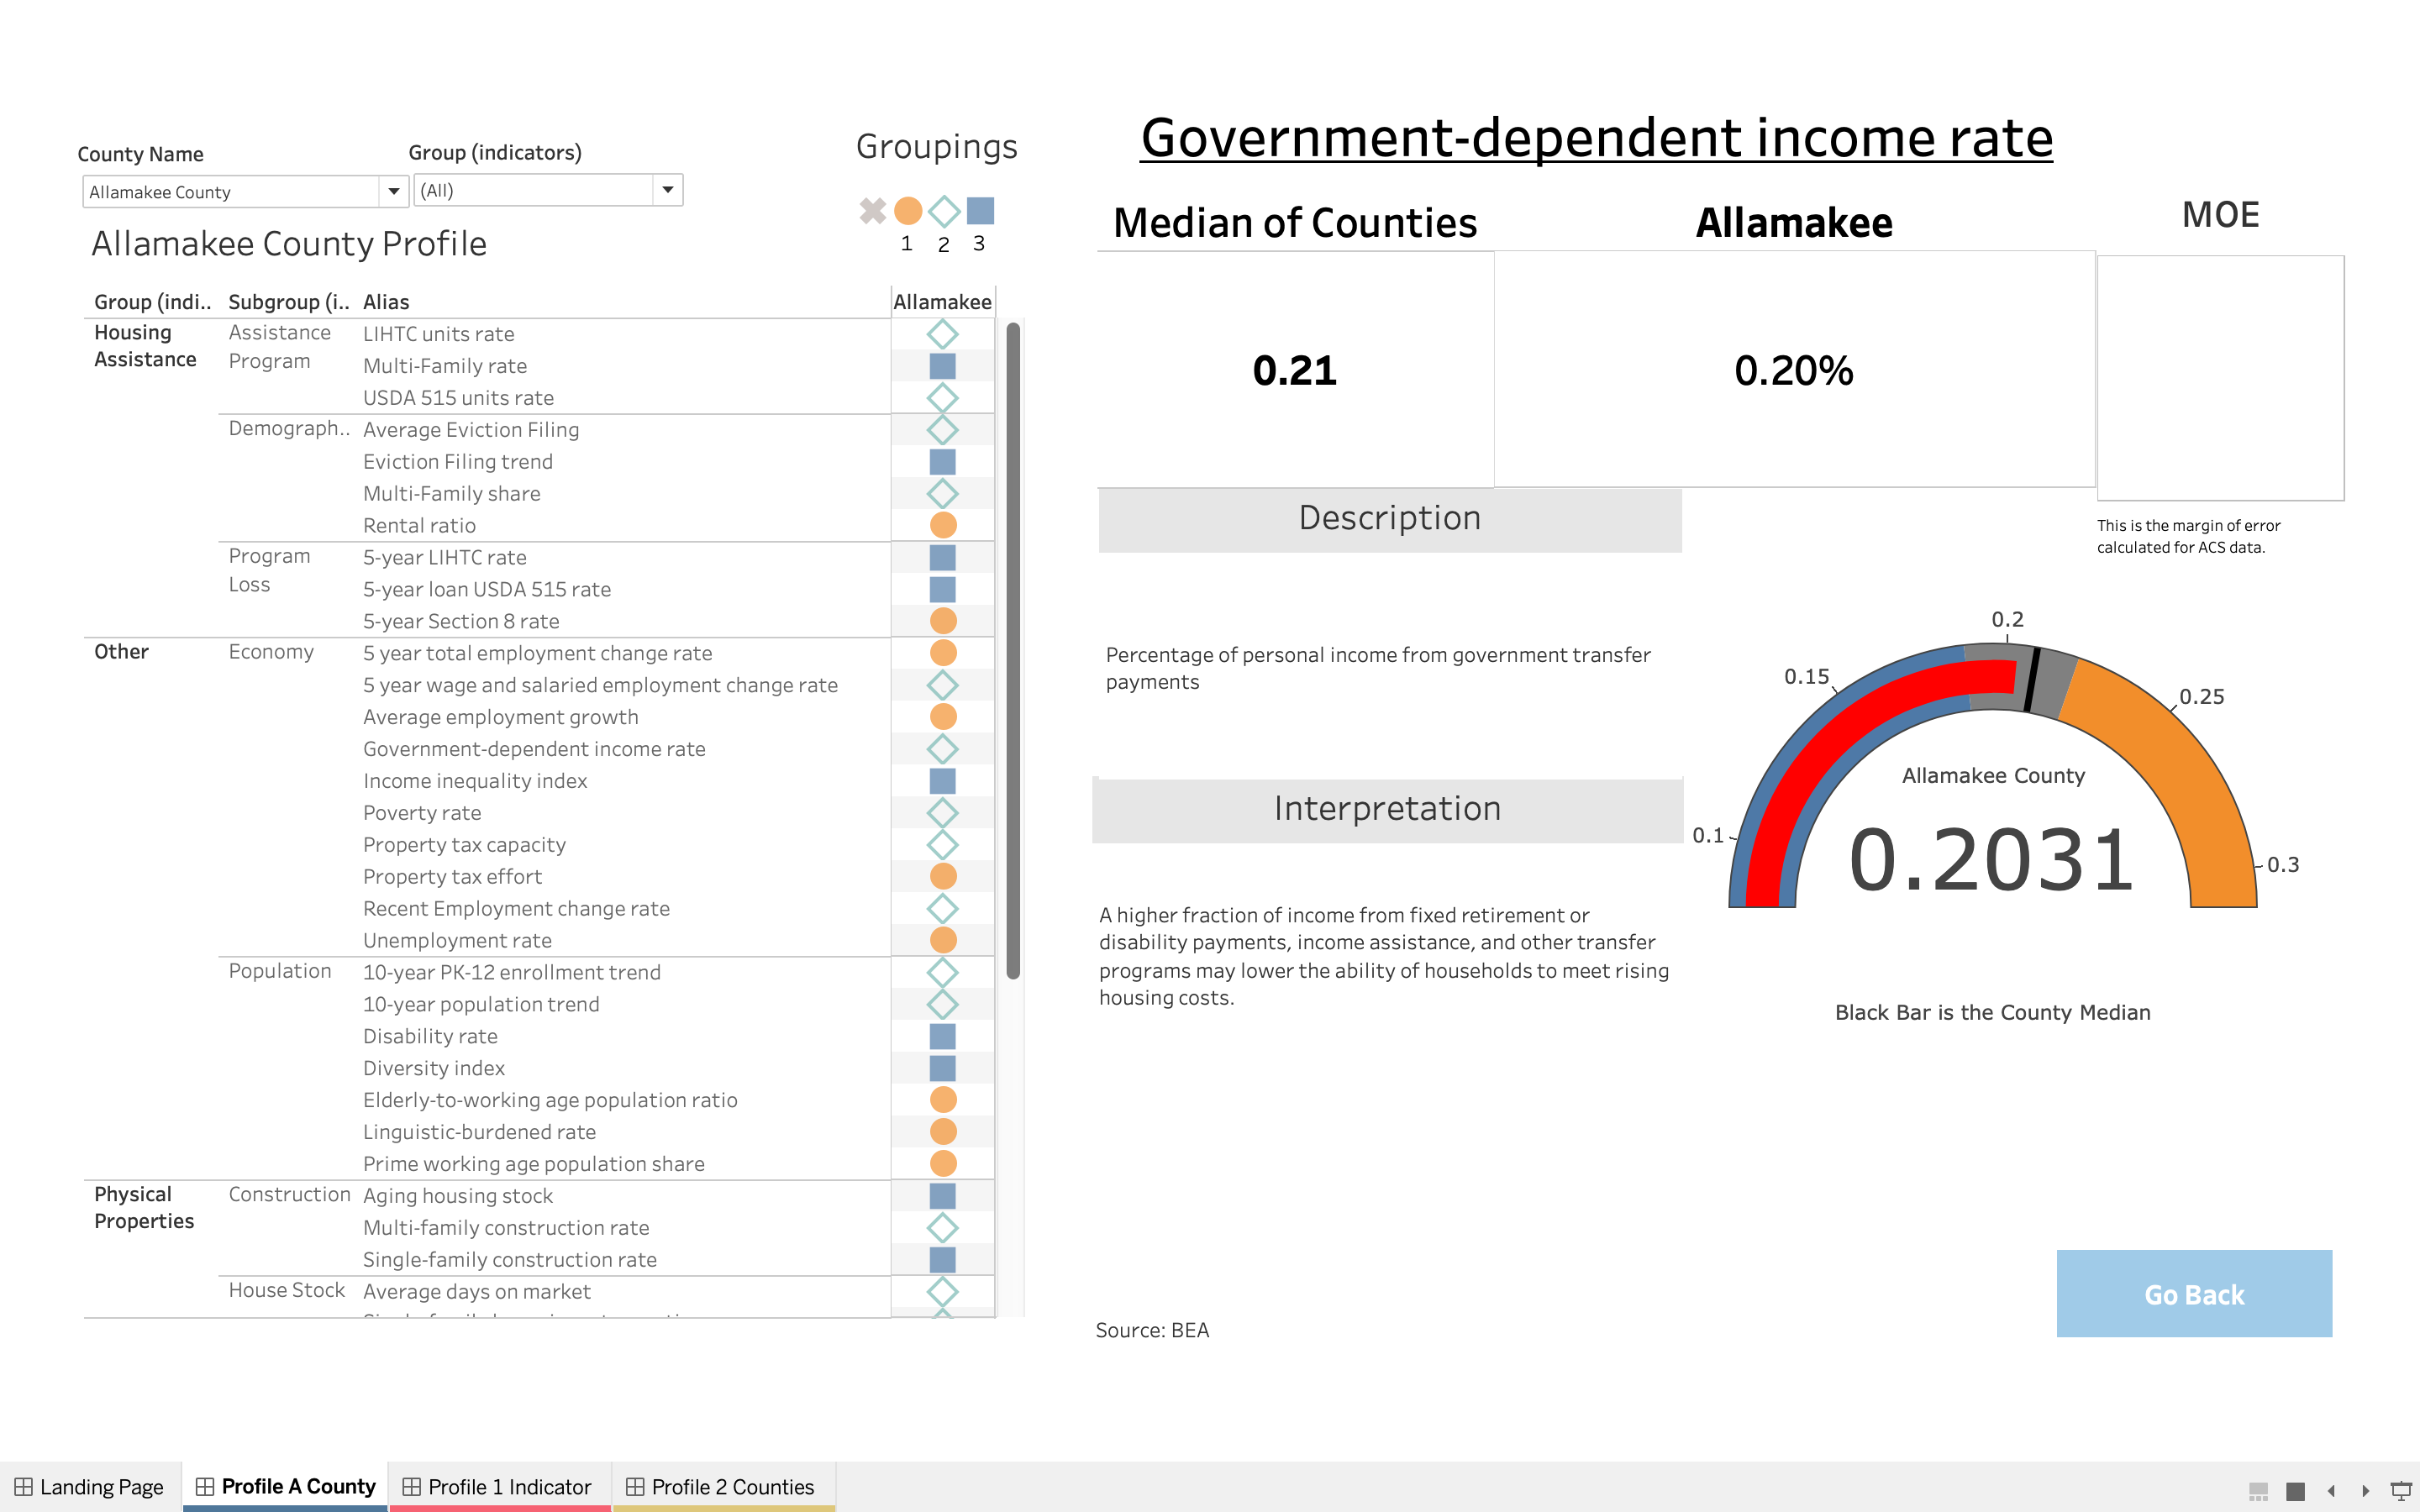 County Name
Group (indicators)
Allamakee County
(All)
Groupings
1 2 3
Allamakee County Profile
Group (indi.. Subgroup (i.. Alias Allamakee
Housing Assistance
Assistance Program
LIHTC units rate
Multi-Family rate
USDA 515 units rate
Demograph..
Average Eviction Filing
Eviction Filing trend
Multi-Family share
Rental ratio
Program Loss
5-year LIHTC rate
5-year loan USDA 515 rate
5-year Section 8 rate
Other
Economy
5 year total employment change rate
5 year wage and salaried employment change rate
Average employment growth
Government-dependent income rate
Income inequality index
Poverty rate
Property tax capacity
Property tax effort
Recent Employment change rate
Unemployment rate
Population
10-year PK-12 enrollment trend
10-year population trend
Disability rate
Diversity index
Elderly-to-working age population ratio
Linguistic-burdened rate
Prime working age population share
Physical Properties
Construction
Aging housing stock
Multi-family construction rate
Single-family construction rate
House Stock
Average days on market
Government-dependent income rate
Median of Counties
Allamakee
MOE
0.21
0.20%
This is the margin of error
calculated for ACS data.
Description
Percentage of personal income from government transfer
payments
Interpretation
A higher fraction of income from fixed retirement or
disability payments, income assistance, and other transfer
programs may lower the ability of households to meet rising
housing costs.
0.1
0.15
0.2
0.25
0.3
Allamakee County
0.2031
Black Bar is the County Median
Go Back
Source: BEA
Landing Page
Profile A County
Profile 1 Indicator
Profile 2 Counties